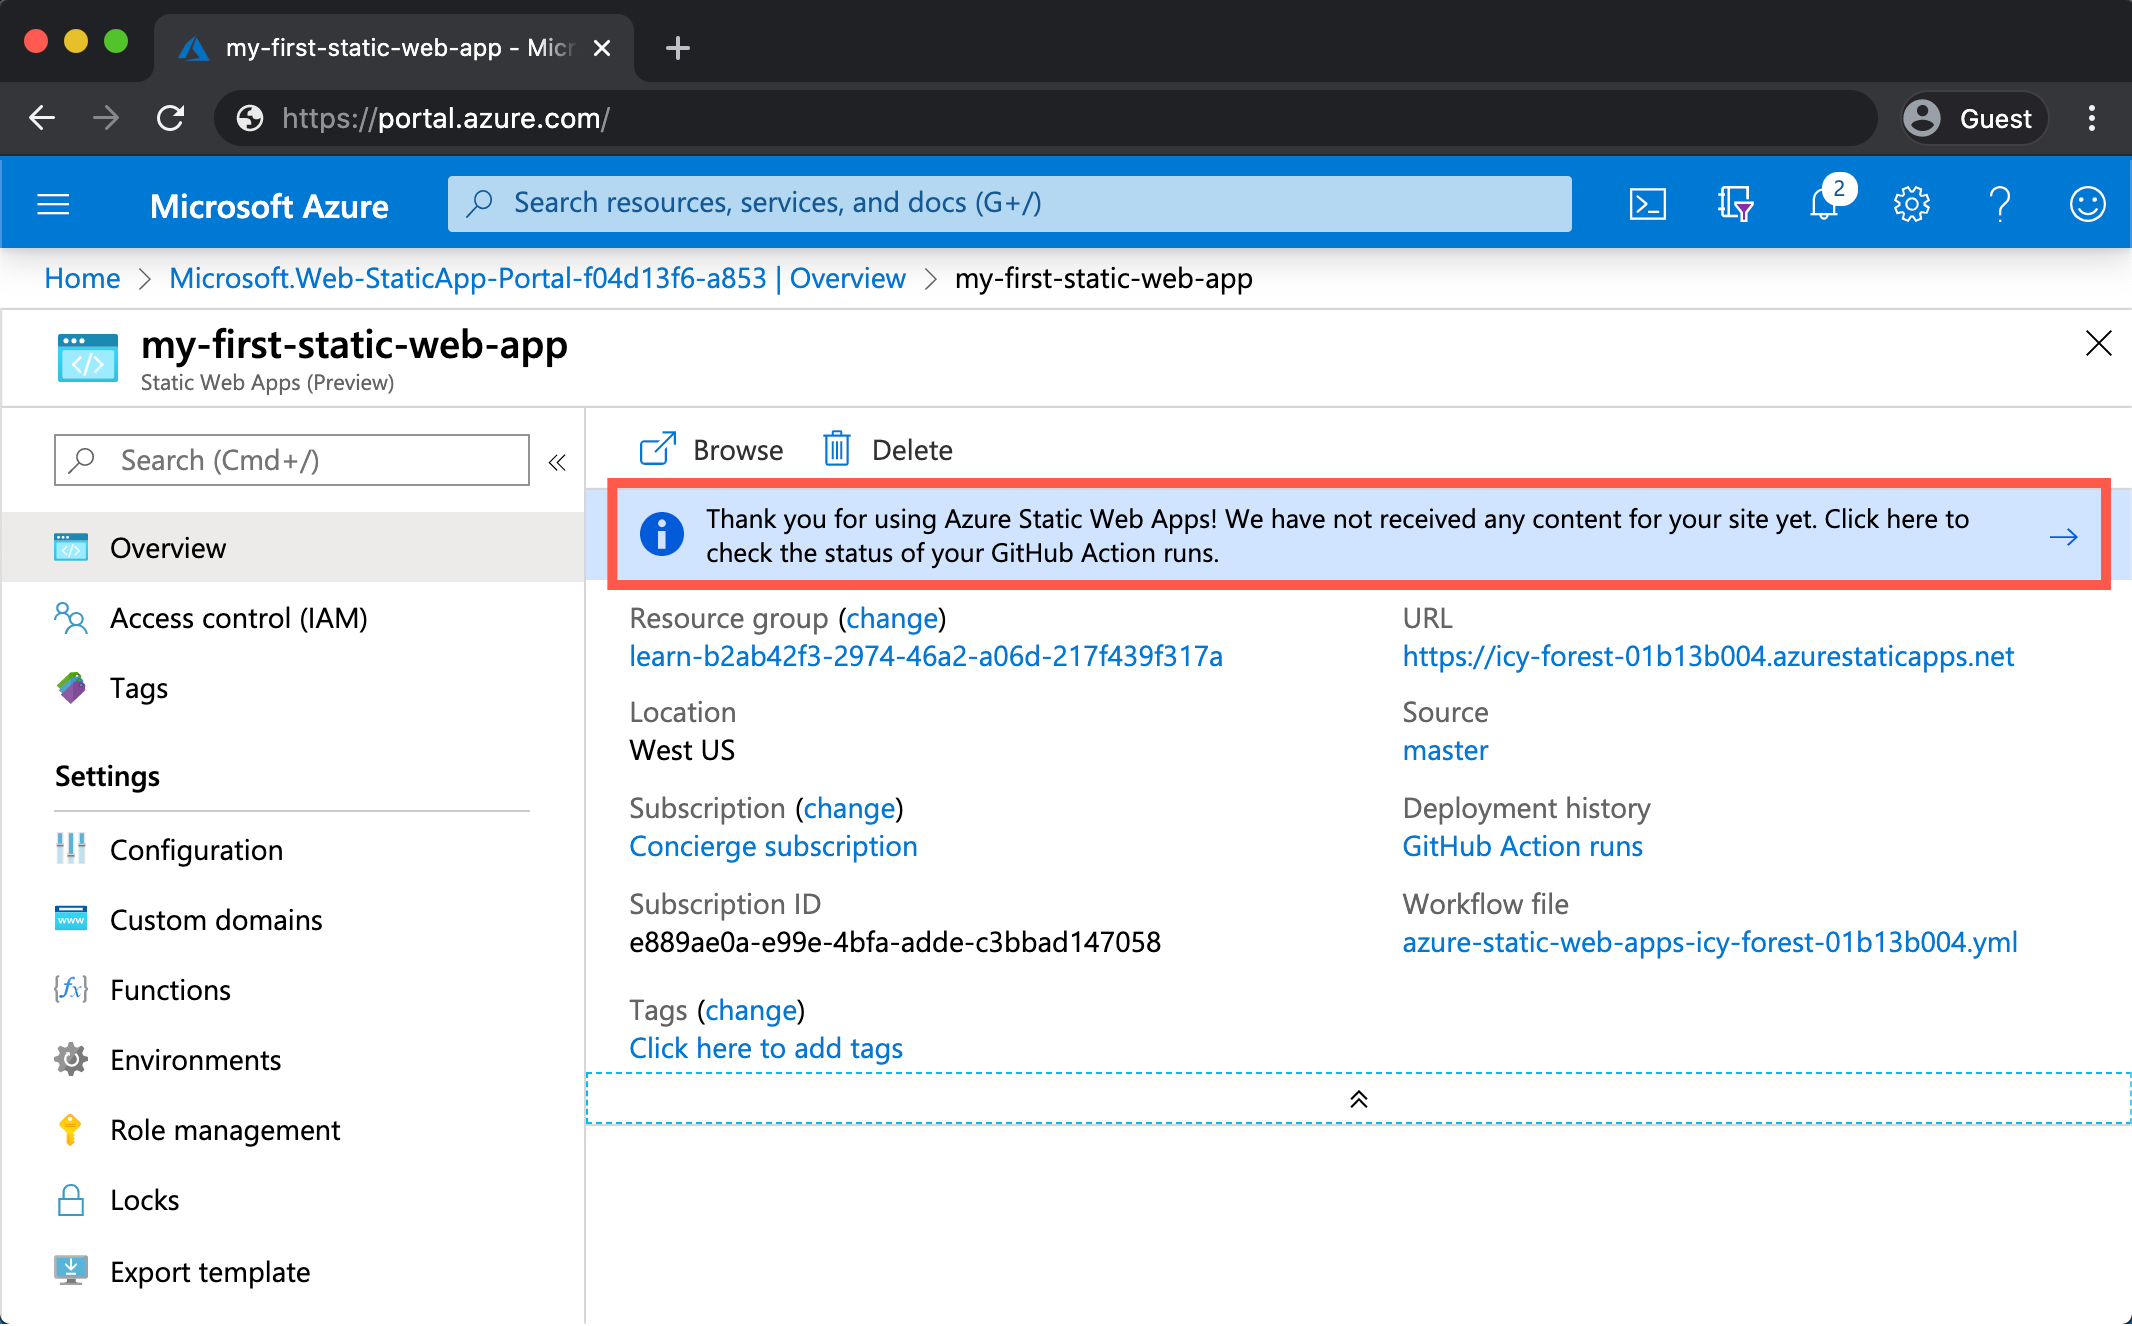 my-first-static-web-app - Micr
https://portal.azure.com/
Guest
Microsoft Azure
Search resources, services, and docs (G+/)
2
Home > Microsoft.Web-StaticApp-Portal-f04d13f6-a853 | Overview > my-first-static-web-app
my-first-static-web-app
Static Web Apps (Preview)
Search (Cmd+/)
Overview
Access control (IAM)
Tags
Settings
Configuration
Custom domains
Functions
Environments
Role management
Locks
Export template
Browse
Delete
Thank you for using Azure Static Web Apps! We have not received any content for your site yet. Click here to
check the status of your GitHub Action runs.
Resource group (change)
learn-b2ab42f3-2974-46a2-a06d-217f439f317a
Location
West US
Subscription (change)
Concierge subscription
Subscription ID
e889ae0a-e99e-4bfa-adde-c3bbad147058
Tags (change)
Click here to add tags
URL
https://icy-forest-01b13b004.azurestaticapps.net
Source
master
Deployment history
GitHub Action runs
Workflow file
azure-static-web-apps-icy-forest-01b13b004.yml